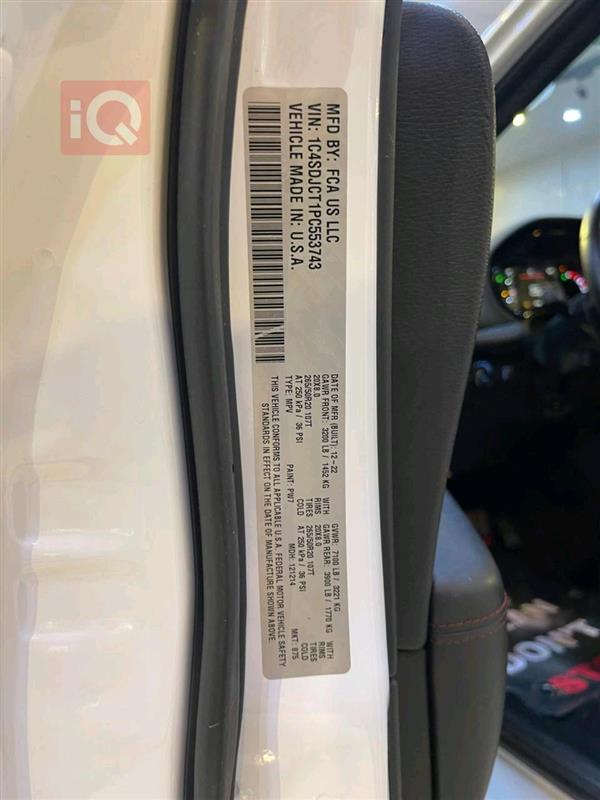 iQ
MFD BY: FCA US LLC
VIN: 1C4SDJCT1PC553743
VEHICLE MADE IN: U.S.A.
DATE OF MFR (BUILT): 12-22 GVWR: 7100 LB / 3221 KG
GAWR FRONT: 3200 LB / 1452 KG WITH GAWR REAR: 3900 LB / 1770 KG WITH
20X8.0 RIMS 20X8.0 RIMS
265/50R20 107T TIRES 265/50R20 107T TIRES
AT 250 kPa / 36 PSI COLD AT 250 kPa / 36 PSI COLD
TYPE: MPV PAINT: PW7 MDH: 121214 MKT: 875
THIS VEHICLE CONFORMS TO ALL APPLICABLE U.S.A. FEDERAL MOTOR VEHICLE SAFETY
STANDARDS IN EFFECT ON THE DATE OF MANUFACTURE SHOWN ABOVE.
DON'T